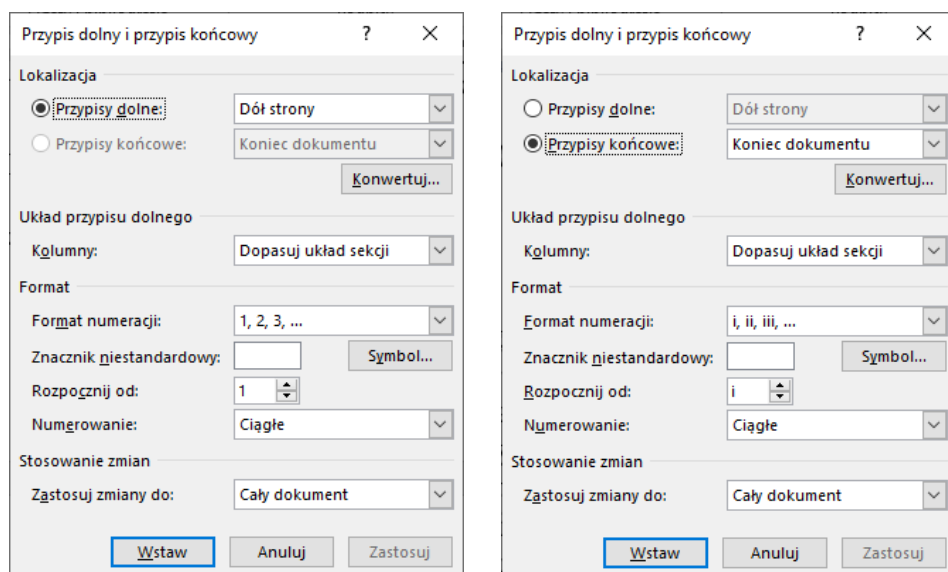 Przypis dolny i przypis końcowy ? ×
Lokalizacja
Przypisy dolne: Dół strony
Przypisy końcowe: Koniec dokumentu
Konwertuj...
Układ przypisu dolnego
Kolumny: Dopasuj układ sekcji
Format
Format numeracji: 1, 2, 3, ...
Znacznik niestandardowy: Symbol...
Rozpocznij od: 1
Numerowanie: Ciągłe
Stosowanie zmian
Zastosuj zmiany do: Cały dokument
Wstaw Anuluj Zastosuj
Przypis dolny i przypis końcowy ? ×
Lokalizacja
Przypisy dolne: Dół strony
Przypisy końcowe: Koniec dokumentu
Konwertuj...
Układ przypisu dolnego
Kolumny: Dopasuj układ sekcji
Format
Format numeracji: i, ii, iii, ...
Znacznik niestandardowy: Symbol...
Rozpocznij od: i
Numerowanie: Ciągłe
Stosowanie zmian
Zastosuj zmiany do: Cały dokument
Wstaw Anuluj Zastosuj